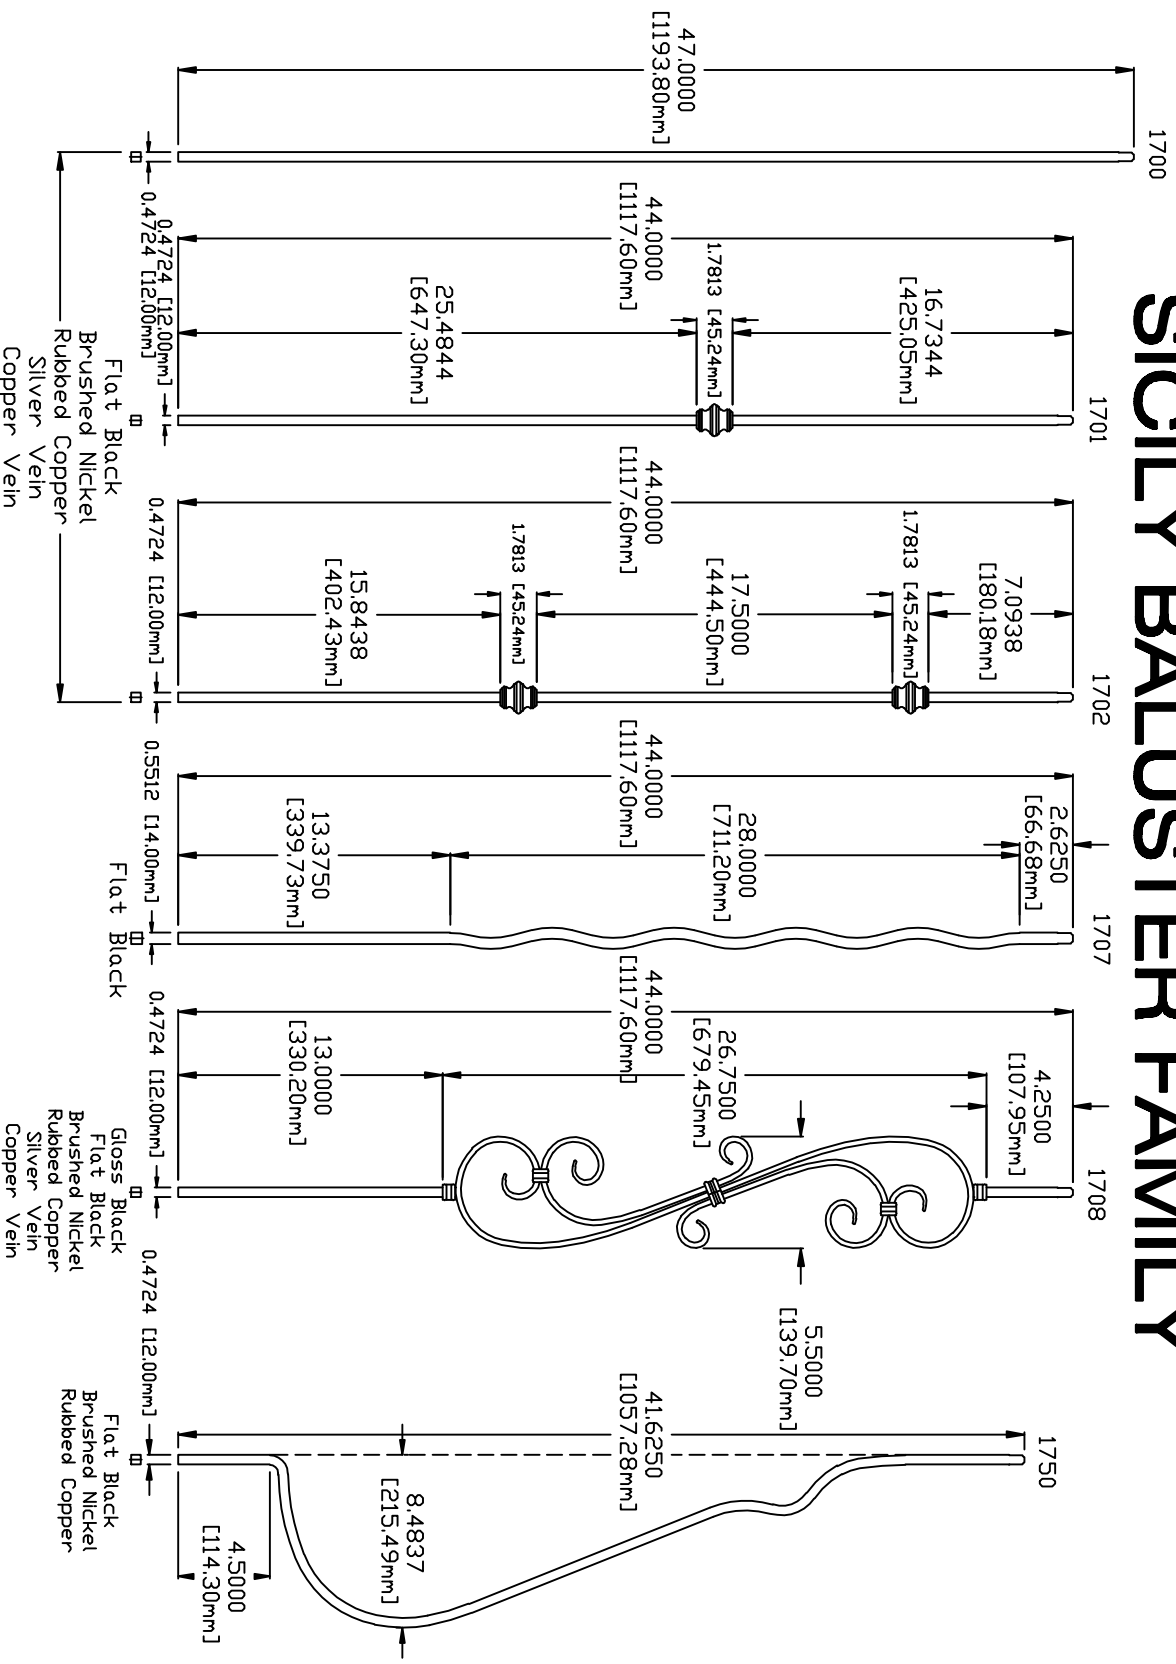 SICILY BALUSTER FAMILY
1700
47.0000
[1193.80mm]
0.4724 [12.00mm]
1701
44.0000
[1117.60mm]
16.7344
[425.05mm]
1.7813 [45.24mm]
25.4844
[647.30mm]
0.4724 [12.00mm]
1702
44.0000
[1117.60mm]
7.0938
[180.18mm]
1.7813 [45.24mm]
17.5000
[444.50mm]
1.7813 [45.24mm]
15.8438
[402.43mm]
0.4724 [12.00mm]
Flat Black
Brushed Nickel
Rubbed Copper
Silver Vein
Copper Vein
1707
44.0000
[1117.60mm]
2.6250
[66.68mm]
28.0000
[711.20mm]
13.3750
[339.73mm]
0.5512 [14.00mm]
Flat Black
1708
44.0000
[1117.60mm]
4.2500
[107.95mm]
26.7500
[679.45mm]
5.5000
[139.70mm]
13.0000
[330.20mm]
0.4724 [12.00mm]
Gloss Black
Flat Black
Brushed Nickel
Rubbed Copper
Silver Vein
Copper Vein
1750
41.6250
[1057.28mm]
8.4837
[215.49mm]
4.5000
[114.30mm]
0.4724 [12.00mm]
Flat Black
Brushed Nickel
Rubbed Copper